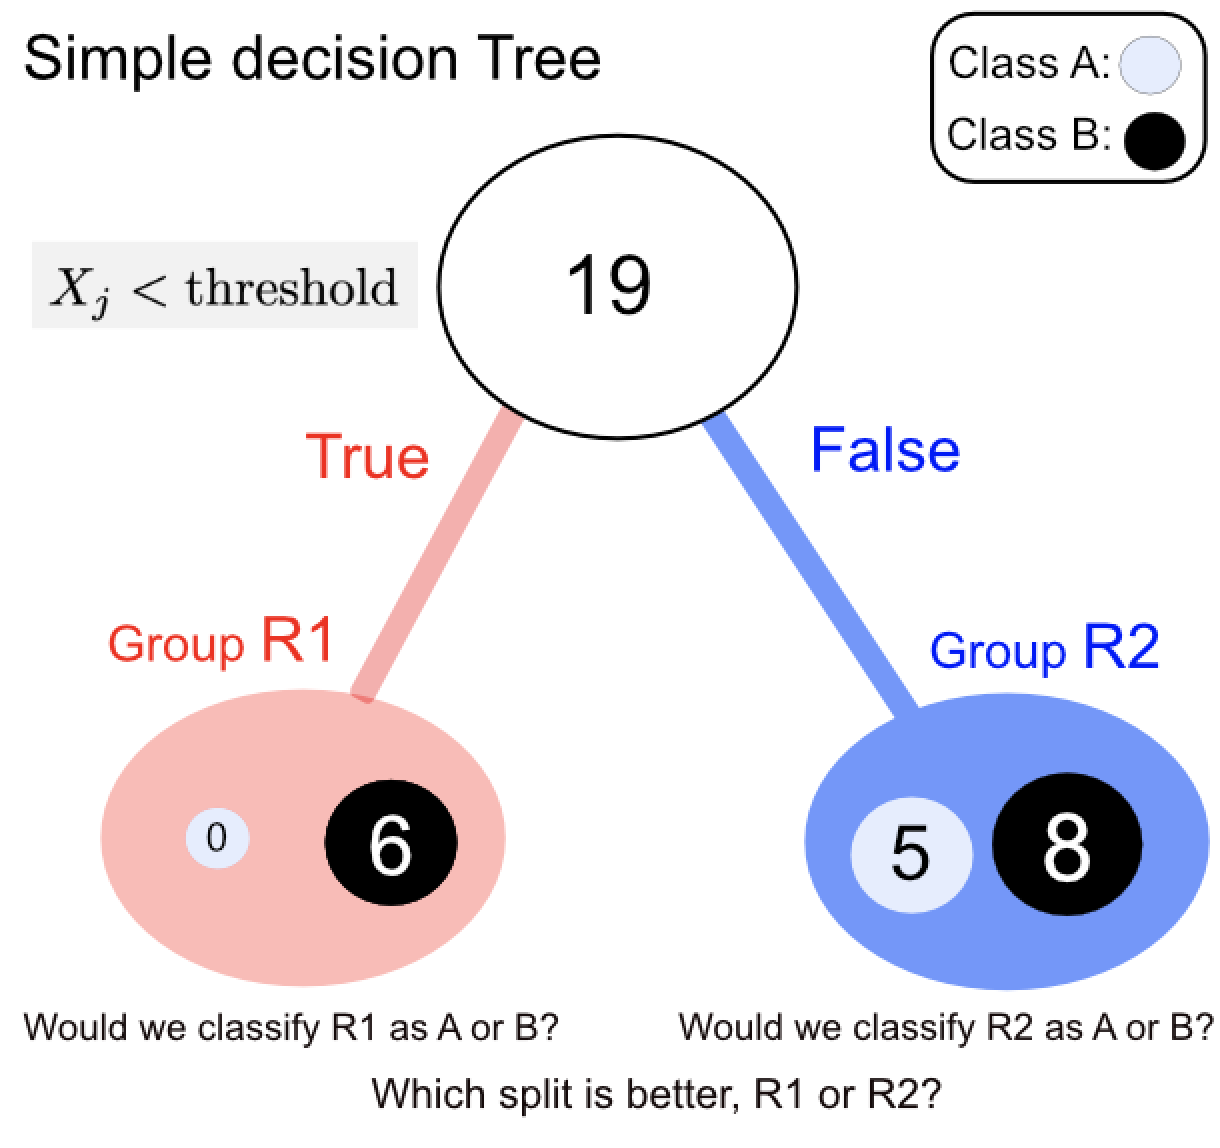 Simple decision Tree
Class A:
Class B:
X_j < threshold
19
True
False
Group R1
Group R2
0
6
5
8
Would we classify R1 as A or B?
Would we classify R2 as A or B?
Which split is better, R1 or R2?